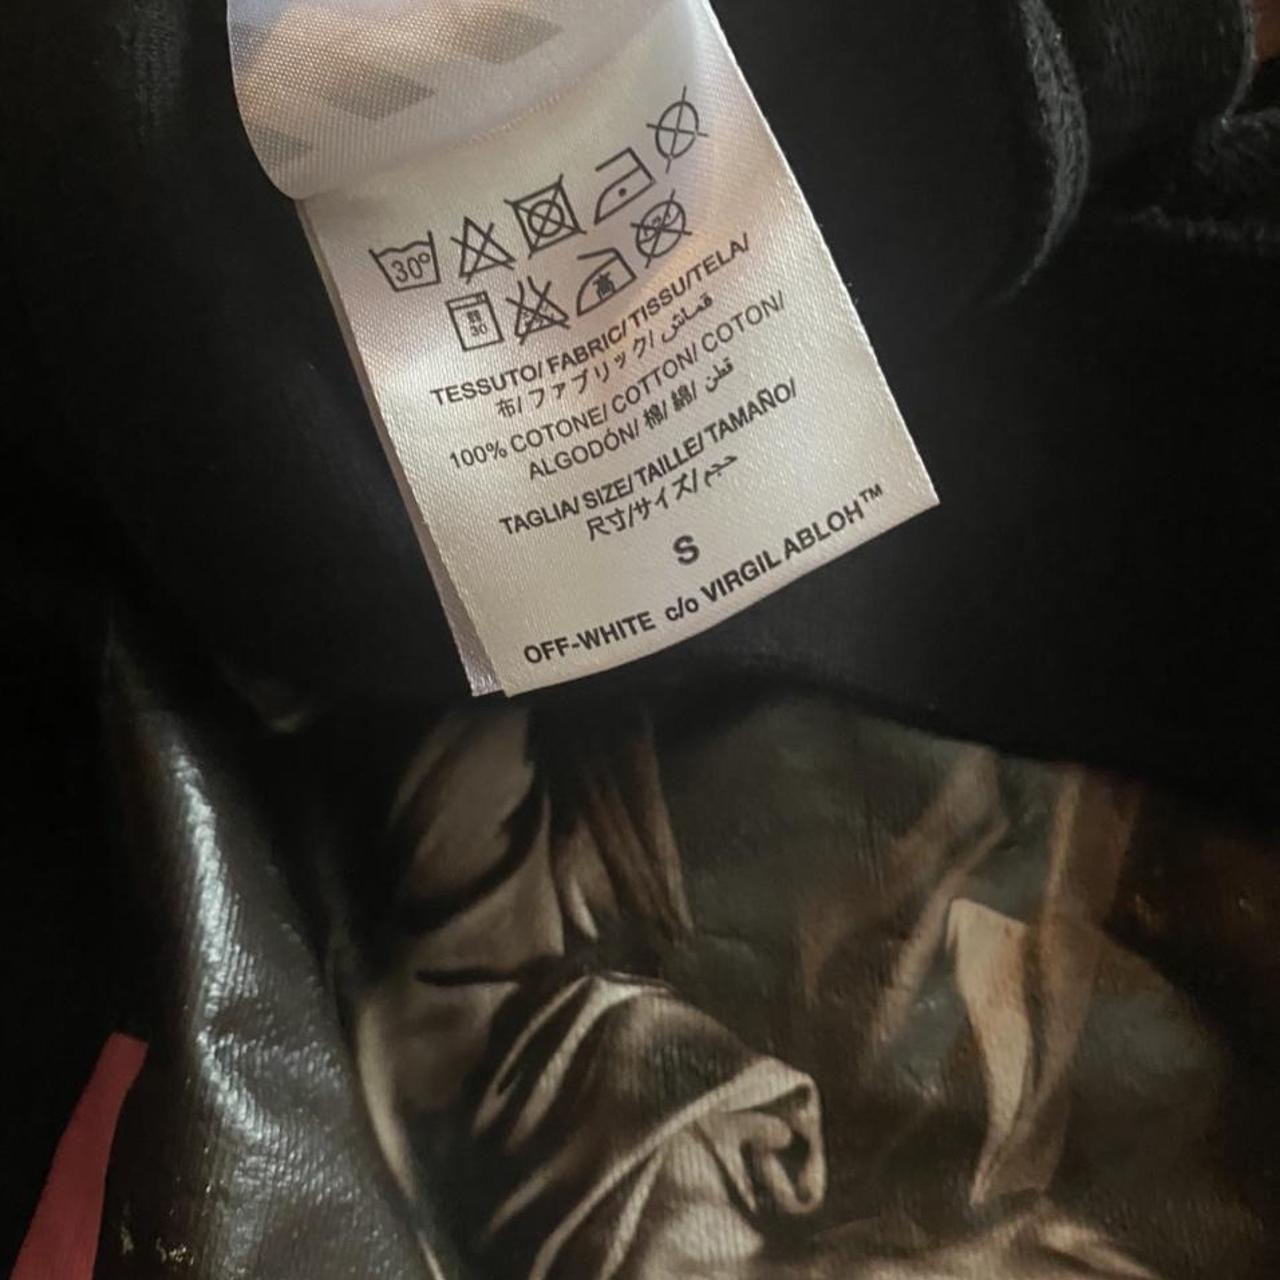 30°
高
30
TESSUTO/ FABRIC/ TISSU/TELA/
布/ ファブリック/ قماش/
100% COTONE/ COTTON/ COTON/
ALGODÓN/ 棉/ 綿/ قطن
TAGLIA/ SIZE/ TAILLE/ TAMAÑO/
尺寸/サイズ/ حجم
S
OFF-WHITE c/o VIRGIL ABLOH™